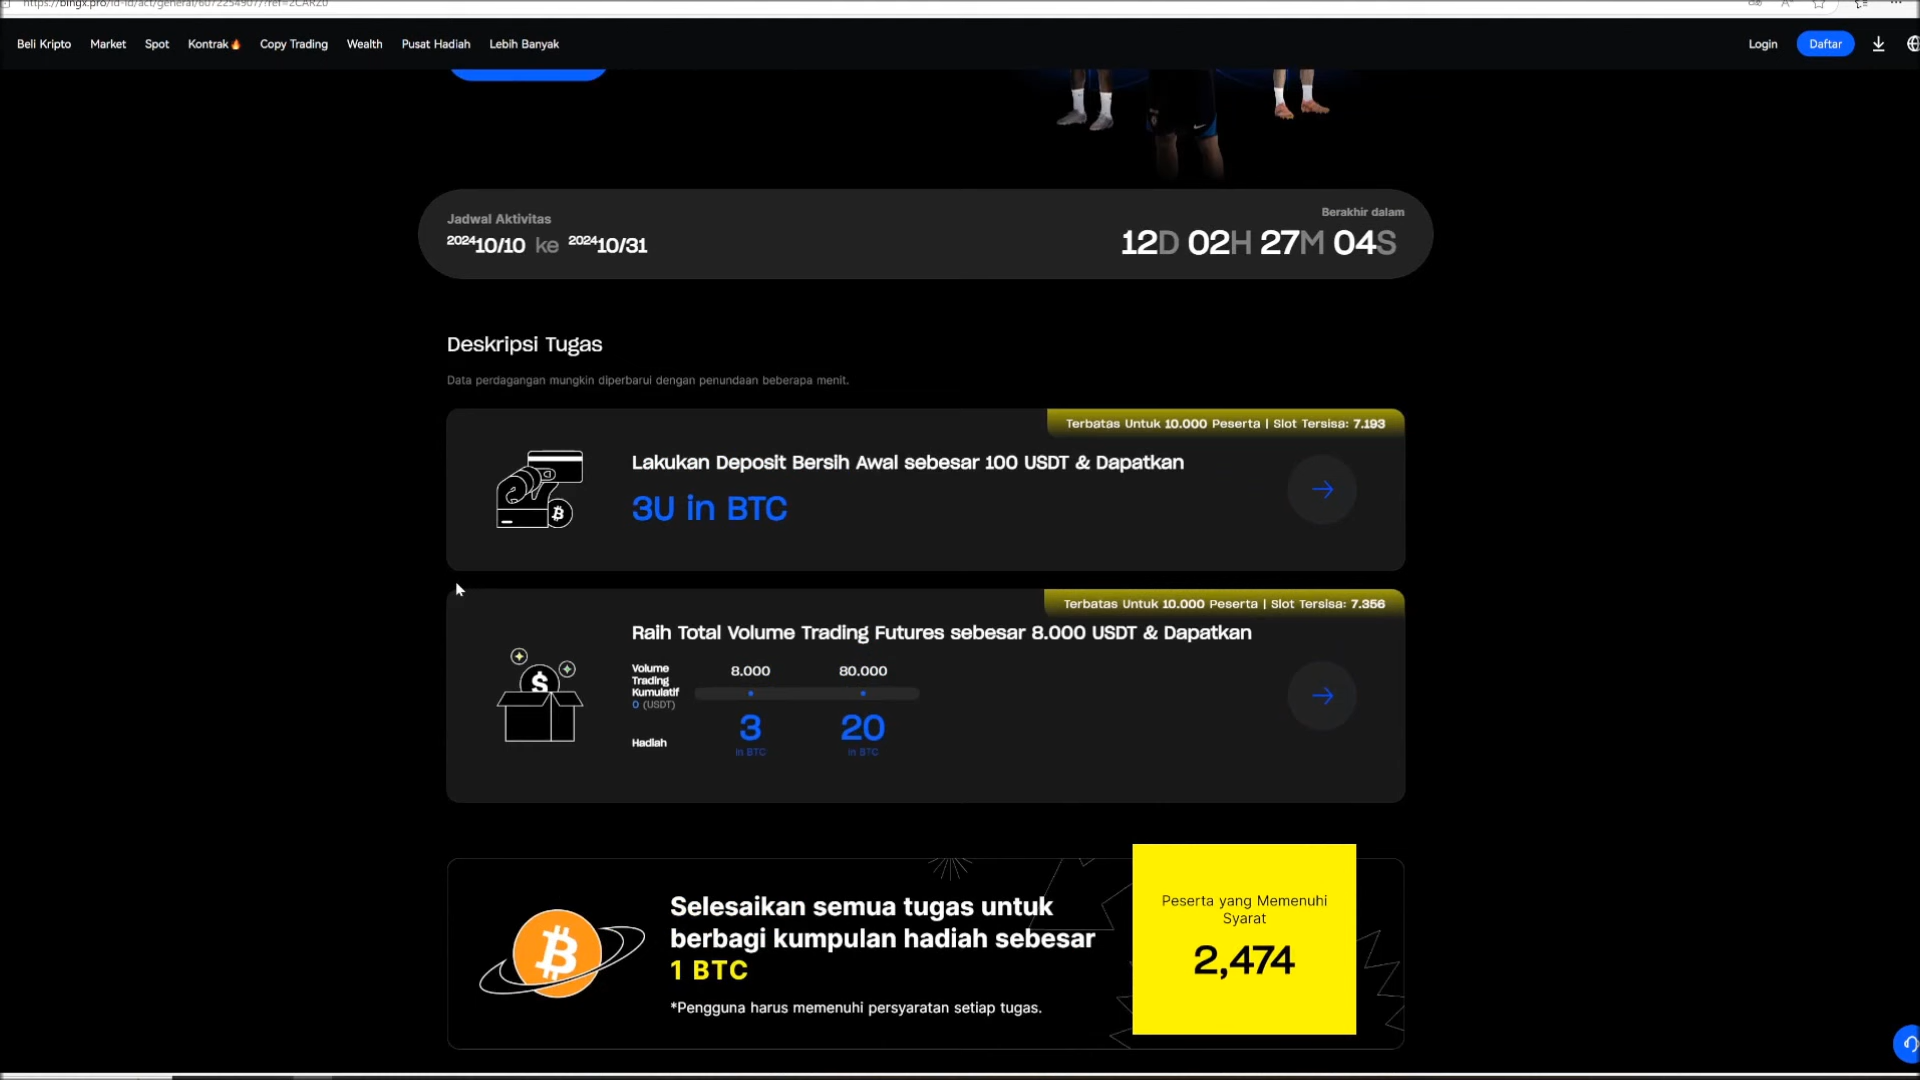 https://bingx.pro/id-id/act/general/6072254907/?ref=2CARZ0
Beli Kripto Market Spot Kontrak🔥 Copy Trading Wealth Pusat Hadiah Lebih Banyak Login Daftar
Jadwal Aktivitas
2024 10/10 ke 2024 10/31
Berakhir dalam
12D 02H 27M 04S
Deskripsi Tugas
Data perdagangan mungkin diperbarui dengan penundaan beberapa menit.
Terbatas Untuk 10.000 Peserta | Slot Tersisa: 7.193
Lakukan Deposit Bersih Awal sebesar 100 USDT & Dapatkan
3U in BTC
Terbatas Untuk 10.000 Peserta | Slot Tersisa: 7.356
Raih Total Volume Trading Futures sebesar 8.000 USDT & Dapatkan
Volume
Trading
Kumulatif
0 (USDT)
8.000 80.000
Hadiah
3 20
in BTC in BTC
Selesaikan semua tugas untuk
berbagi kumpulan hadiah sebesar
1 BTC
*Pengguna harus memenuhi persyaratan setiap tugas.
Peserta yang Memenuhi
Syarat
2,474